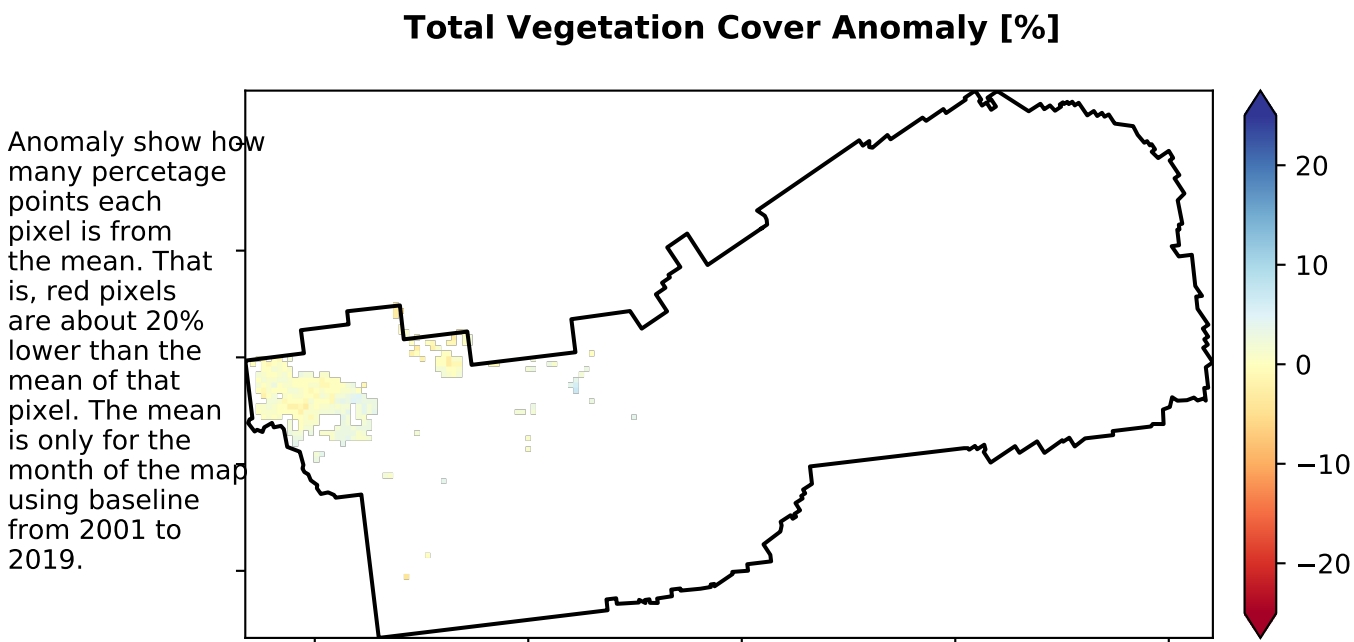 Total Vegetation Cover Anomaly [%]
Anomaly show how
many percetage
points each
pixel is from
the mean. That
is, red pixels
are about 20%
lower than the
mean of that
pixel. The mean
is only for the
month of the map
using baseline
from 2001 to
2019.
20
10
0
−10
−20